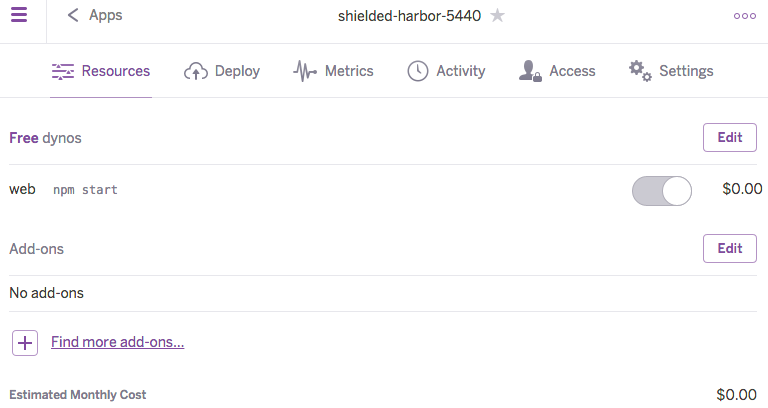 Apps shielded-harbor-5440
Resources Deploy Metrics Activity Access Settings
Free dynos Edit
web npm start $0.00
Add-ons Edit
No add-ons
Find more add-ons...
Estimated Monthly Cost $0.00